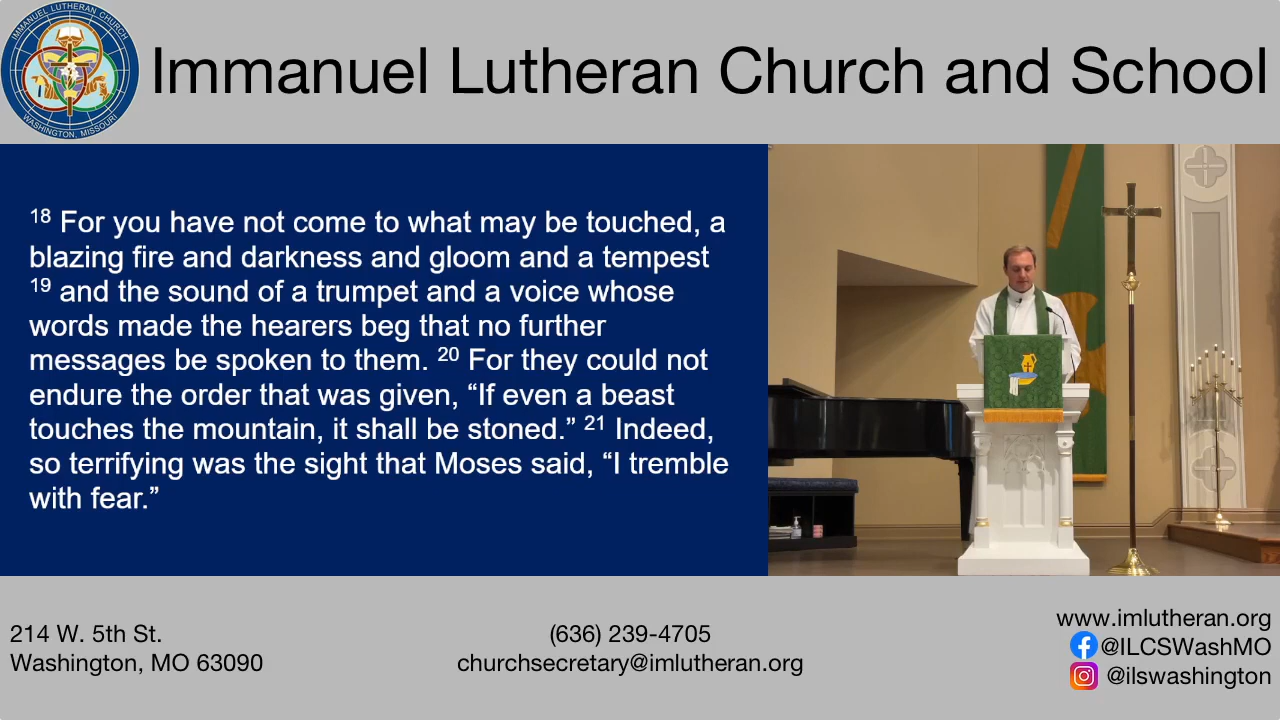 IMMANUEL LUTHERAN CHURCH
WASHINGTON, MISSOURI
Immanuel Lutheran Church and School
18 For you have not come to what may be touched, a
blazing fire and darkness and gloom and a tempest
19 and the sound of a trumpet and a voice whose
words made the hearers beg that no further
messages be spoken to them. 20 For they could not
endure the order that was given, “If even a beast
touches the mountain, it shall be stoned.” 21 Indeed,
so terrifying was the sight that Moses said, “I tremble
with fear.”
214 W. 5th St.
Washington, MO 63090
(636) 239-4705
churchsecretary@imlutheran.org
www.imlutheran.org
@ILCSWashMO
@ilswashington